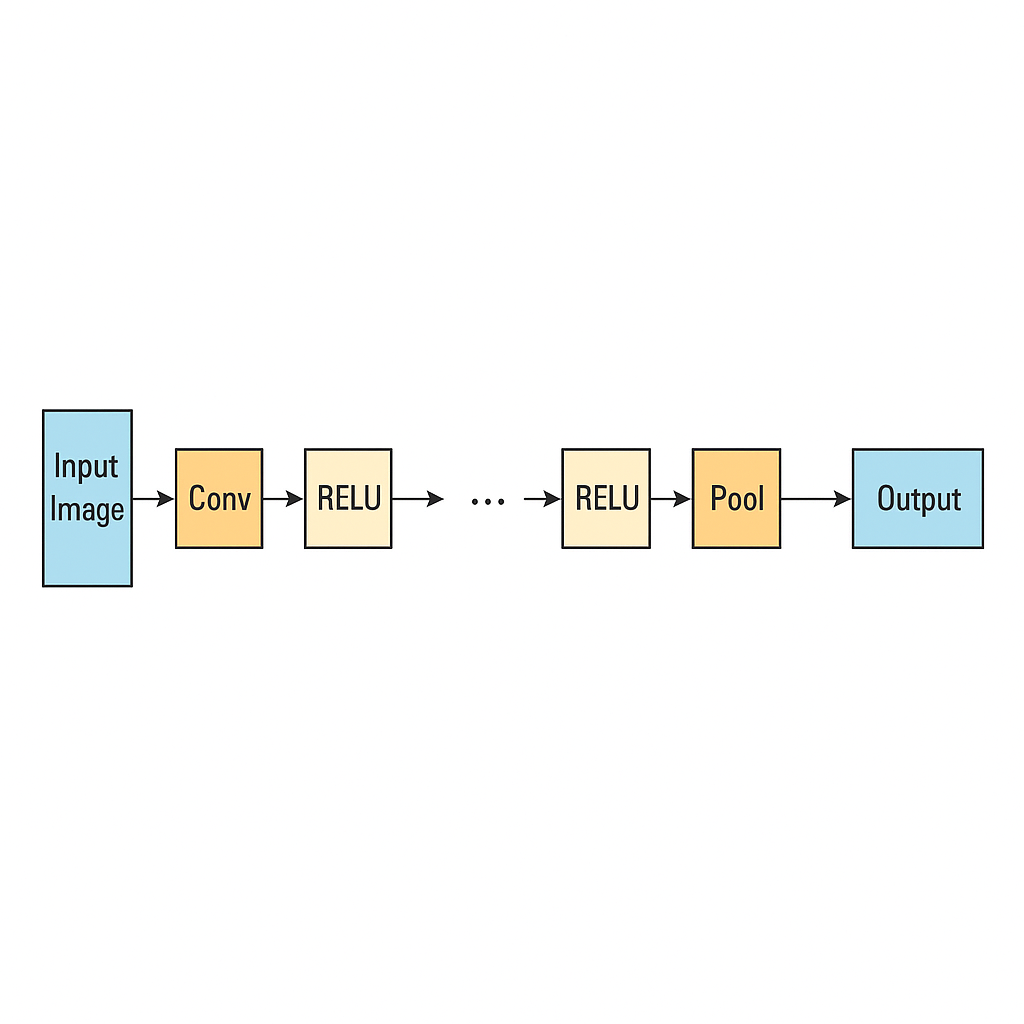 Input
Image
Conv
RELU
...
RELU
Pool
Output